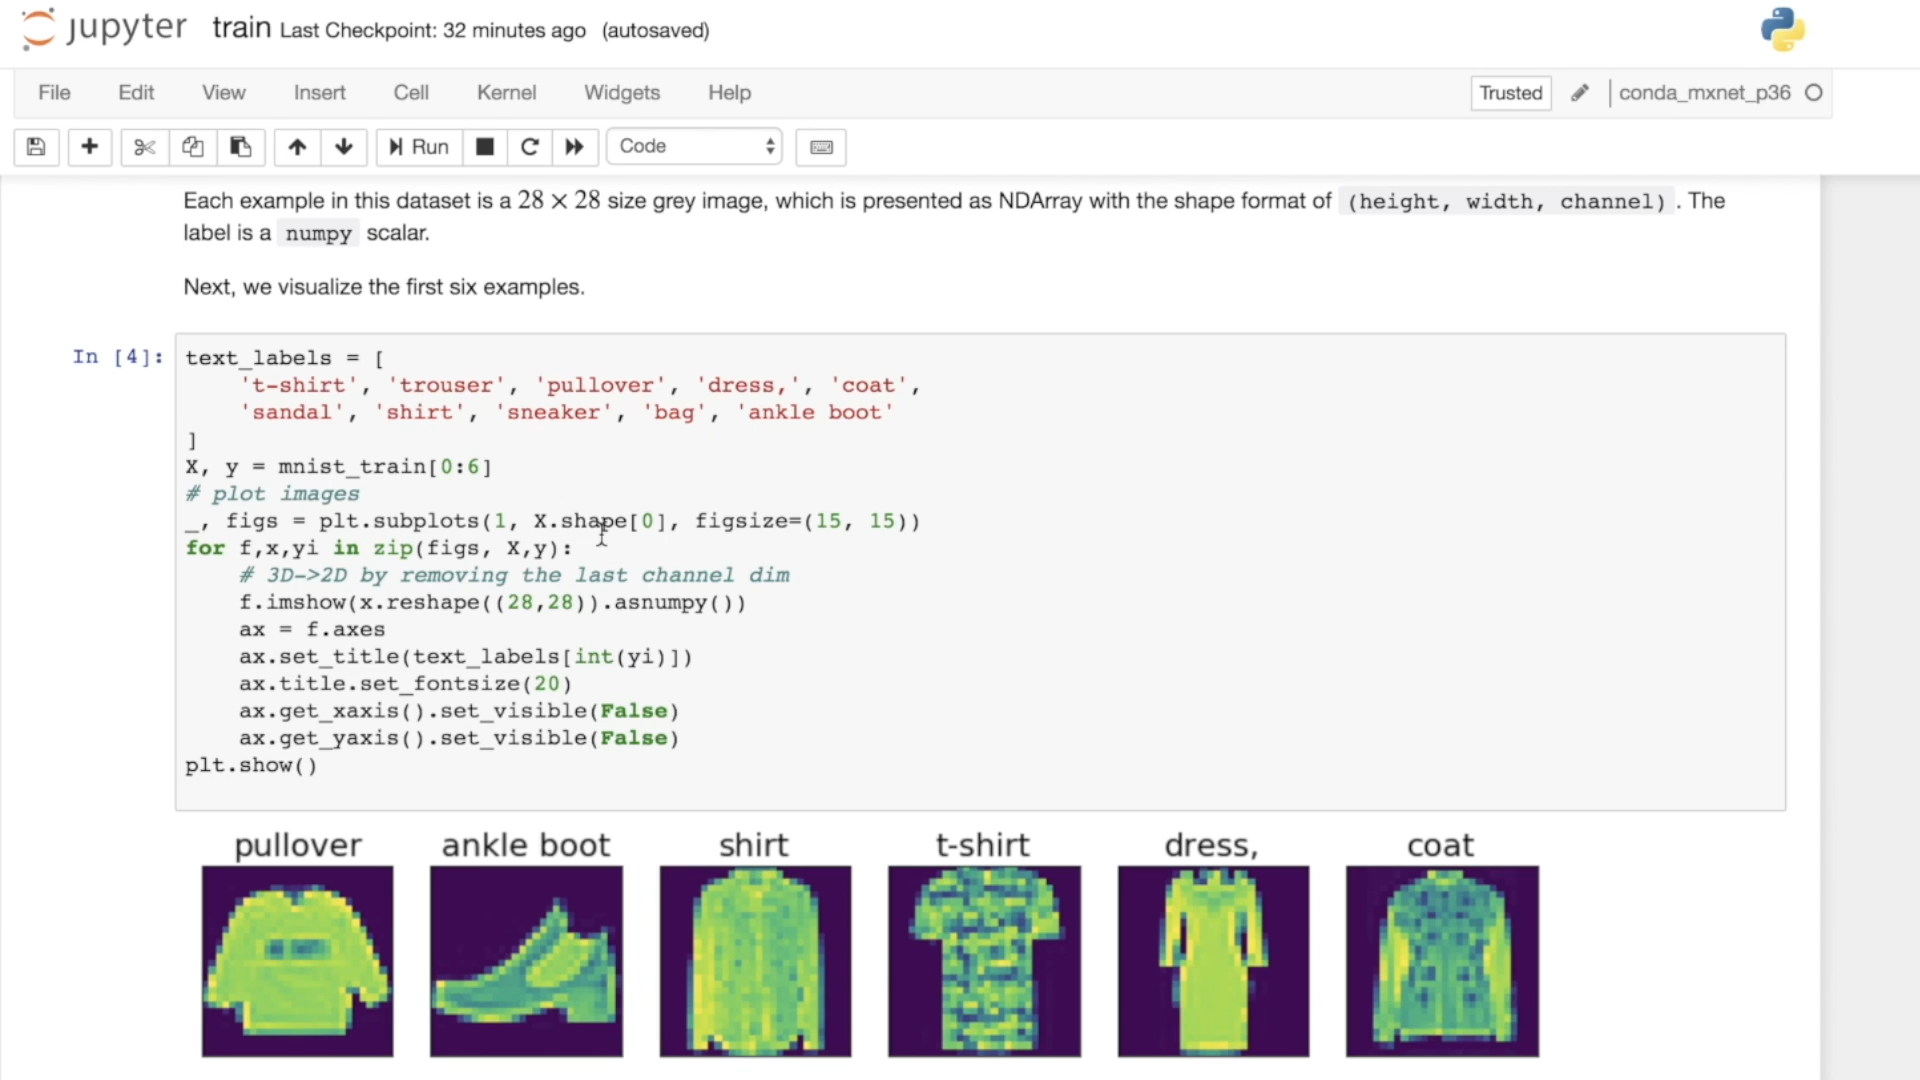 jupyter train Last Checkpoint: 32 minutes ago (autosaved)
File Edit View Insert Cell Kernel Widgets Help Trusted conda_mxnet_p36
Run Code
Each example in this dataset is a 28 × 28 size grey image, which is presented as NDArray with the shape format of (height, width, channel) . The
label is a numpy scalar.
Next, we visualize the first six examples.
In [4]: text_labels = [
    't-shirt', 'trouser', 'pullover', 'dress,', 'coat',
    'sandal', 'shirt', 'sneaker', 'bag', 'ankle boot'
]
X, y = mnist_train[0:6]
# plot images
_, figs = plt.subplots(1, X.shape[0], figsize=(15, 15))
for f,x,yi in zip(figs, X,y):
    # 3D->2D by removing the last channel dim
    f.imshow(x.reshape((28,28)).asnumpy())
    ax = f.axes
    ax.set_title(text_labels[int(yi)])
    ax.title.set_fontsize(20)
    ax.get_xaxis().set_visible(False)
    ax.get_yaxis().set_visible(False)
plt.show()
pullover ankle boot shirt t-shirt dress, coat